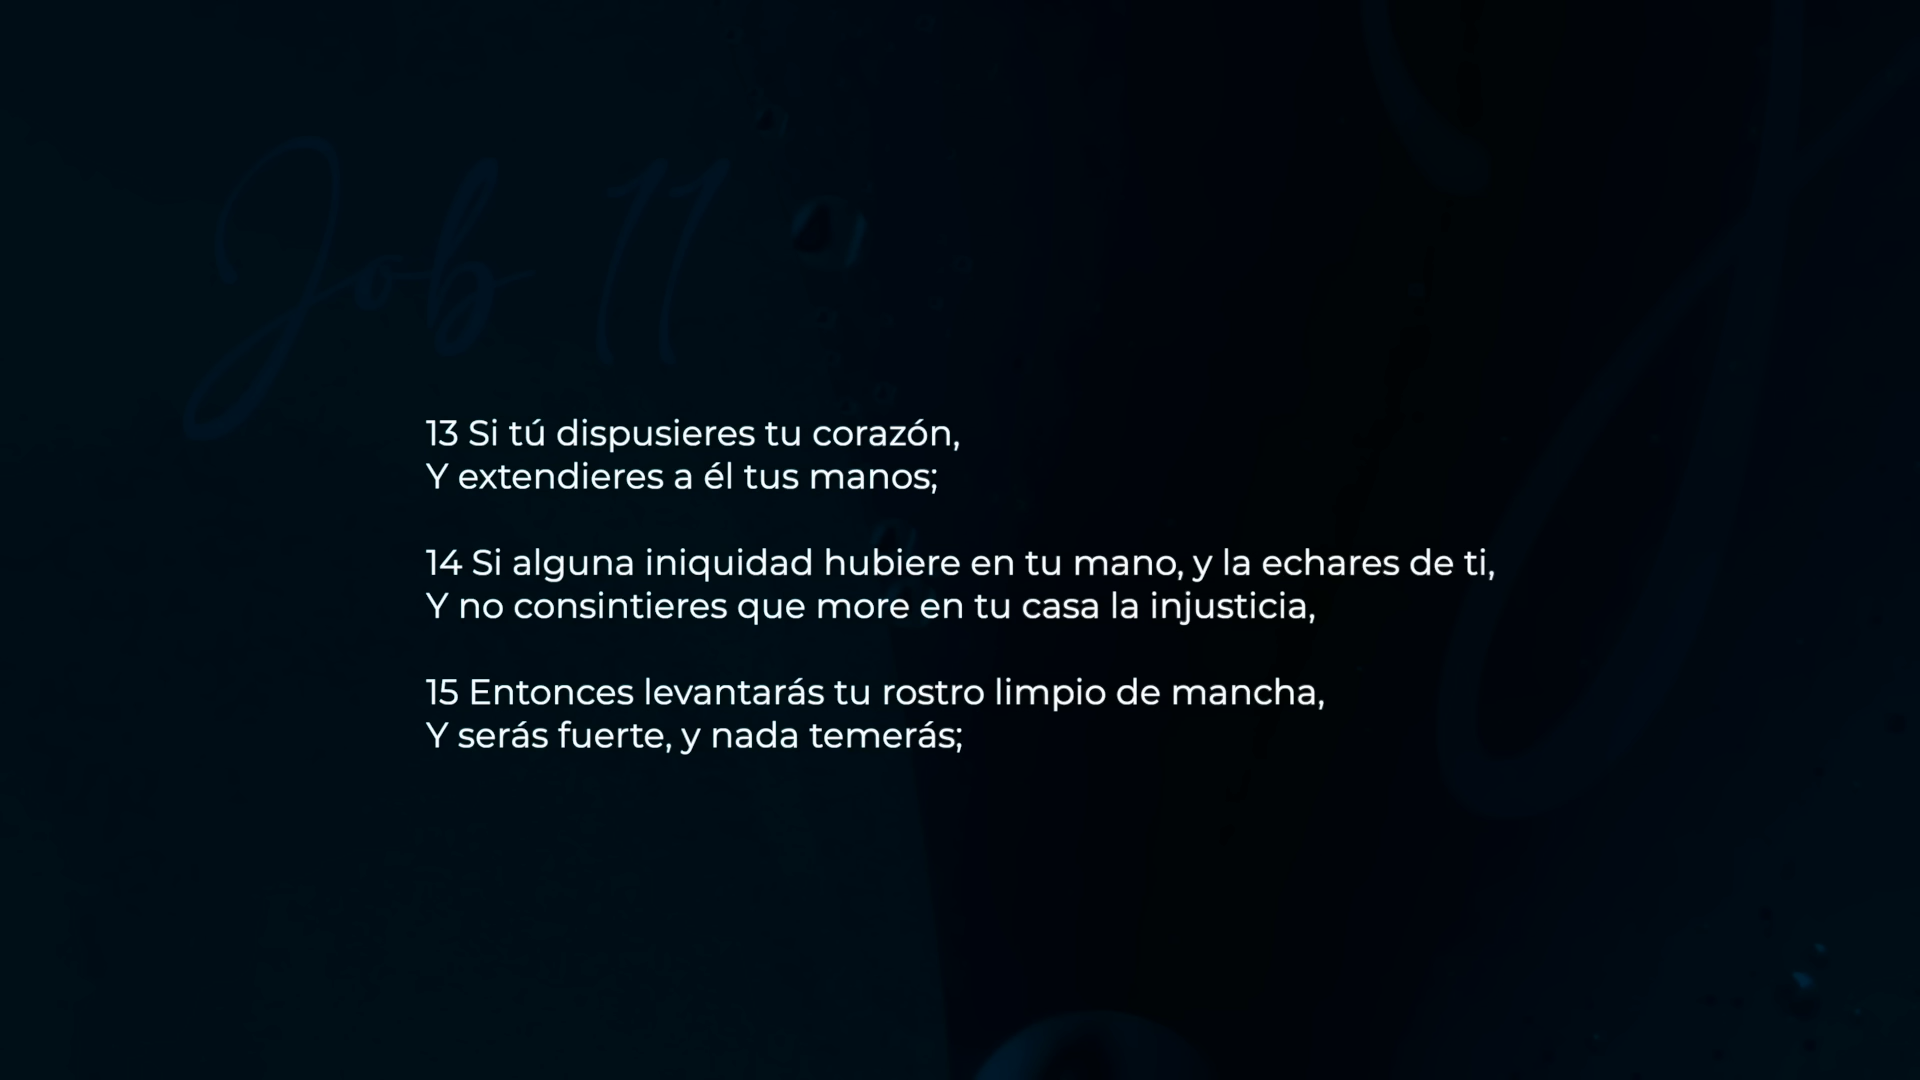 Job 11
13 Si tú dispusieres tu corazón,
Y extendieres a él tus manos;
14 Si alguna iniquidad hubiere en tu mano, y la echares de ti,
Y no consintieres que more en tu casa la injusticia,
15 Entonces levantarás tu rostro limpio de mancha,
Y serás fuerte, y nada temerás;